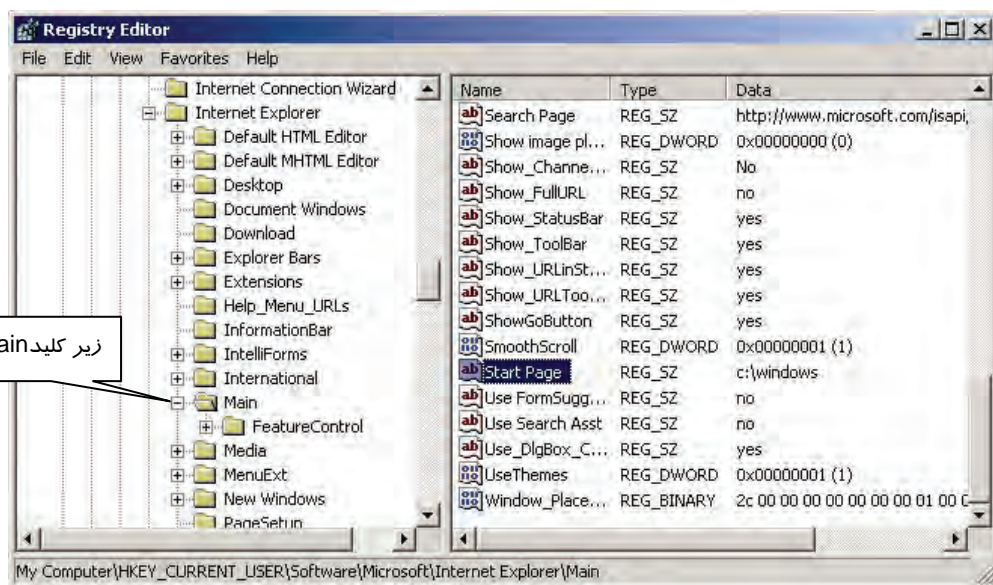 Registry Editor
File Edit View Favorites Help
Internet Connection Wizard
Internet Explorer
Default HTML Editor
Default MHTML Editor
Desktop
Document Windows
Download
Explorer Bars
Extensions
Help_Menu_URLs
InformationBar
IntelliForms
International
Main
FeatureControl
Media
MenuExt
New Windows
PageSetup
زیر کلید ain
Name Type Data
Search Page REG_SZ http://www.microsoft.com/isapi,
Show image pl... REG_DWORD 0x00000000 (0)
Show_Channe... REG_SZ No
Show_FullURL REG_SZ no
Show_StatusBar REG_SZ yes
Show_ToolBar REG_SZ yes
Show_URLinSt... REG_SZ yes
Show_URLToo... REG_SZ yes
ShowGoButton REG_SZ yes
SmoothScroll REG_DWORD 0x00000001 (1)
Start Page REG_SZ c:\windows
Use FormSugg... REG_SZ no
Use Search Asst REG_SZ no
Use_DlgBox_C... REG_SZ yes
UseThemes REG_DWORD 0x00000001 (1)
Window_Place... REG_BINARY 2c 00 00 00 00 00 00 00 01 00 0
My Computer\HKEY_CURRENT_USER\Software\Microsoft\Internet Explorer\Main